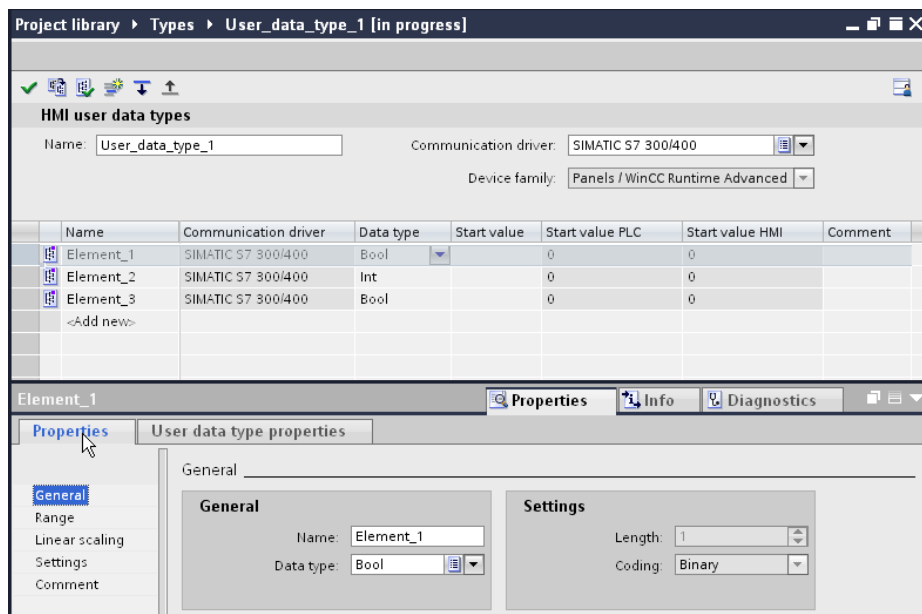 Project library ▸ Types ▸ User_data_type_1 [in progress]
HMI user data types
Name: User_data_type_1 Communication driver: SIMATIC S7 300/400
Device family: Panels / WinCC Runtime Advanced
Name Communication driver Data type Start value Start value PLC Start value HMI Comment
Element_1 SIMATIC S7 300/400 Bool 0 0
Element_2 SIMATIC S7 300/400 Int 0 0
Element_3 SIMATIC S7 300/400 Bool 0 0
<Add new>
Element_1 Properties Info Diagnostics
Properties User data type properties
General
General
Range
Linear scaling
Settings
Comment
General Settings
Name: Element_1 Length: 1
Data type: Bool Coding: Binary